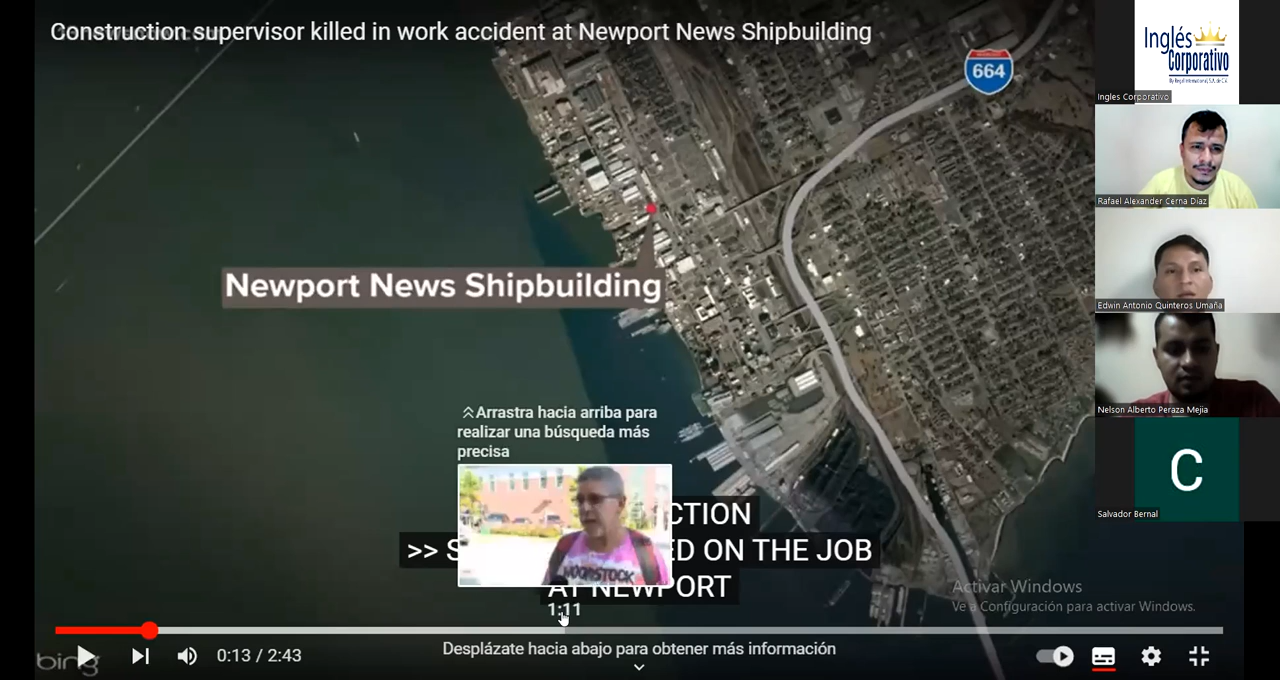 Construction supervisor killed in work accident at Newport News Shipbuilding
664
Newport News Shipbuilding
Arrastra hacia arriba para
realizar una búsqueda más
precisa
CTION
>> S ED ON THE JOB
AT NEWPORT
WOODSTOCK
1:11
0:13 / 2:43
Desplázate hacia abajo para obtener más información
bing
Activar Windows
Ve a Configuración para activar Windows.
Inglés
Corporativo
Ingles Corporativo
Rafael Alexander Cerna Diaz
Edwin Antonio Quinteros Umaña
Nelson Alberto Peraza Mejia
C
Salvador Bernal